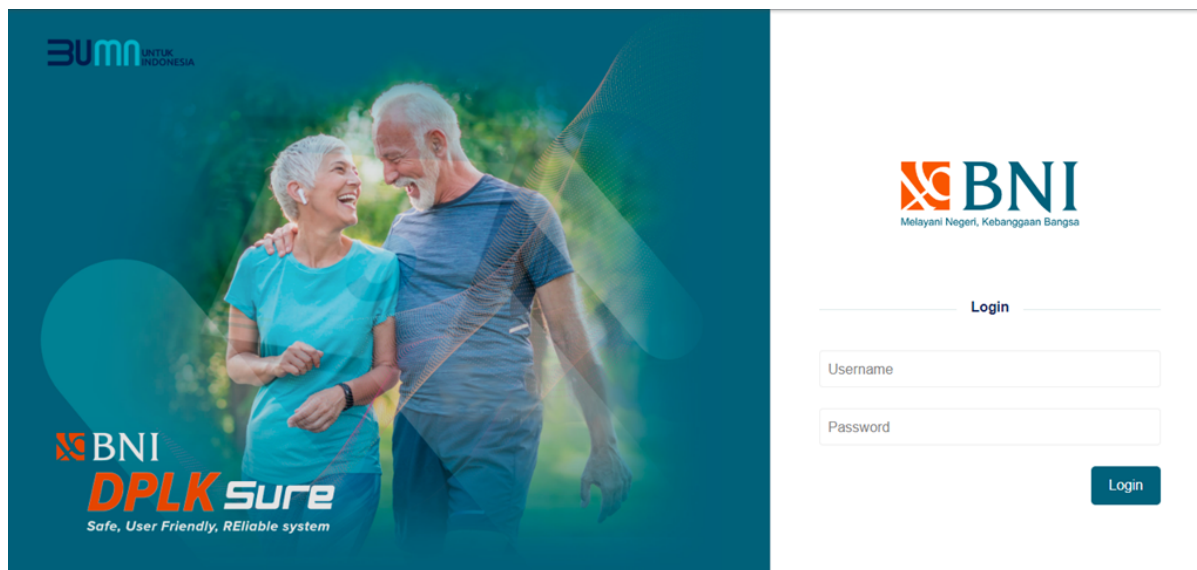 BUMN UNTUK
INDONESIA
BNI
DPLK Sure
Safe, User Friendly, REliable system
BNI
Melayani Negeri, Kebanggaan Bangsa
Login
Username
Password
Login